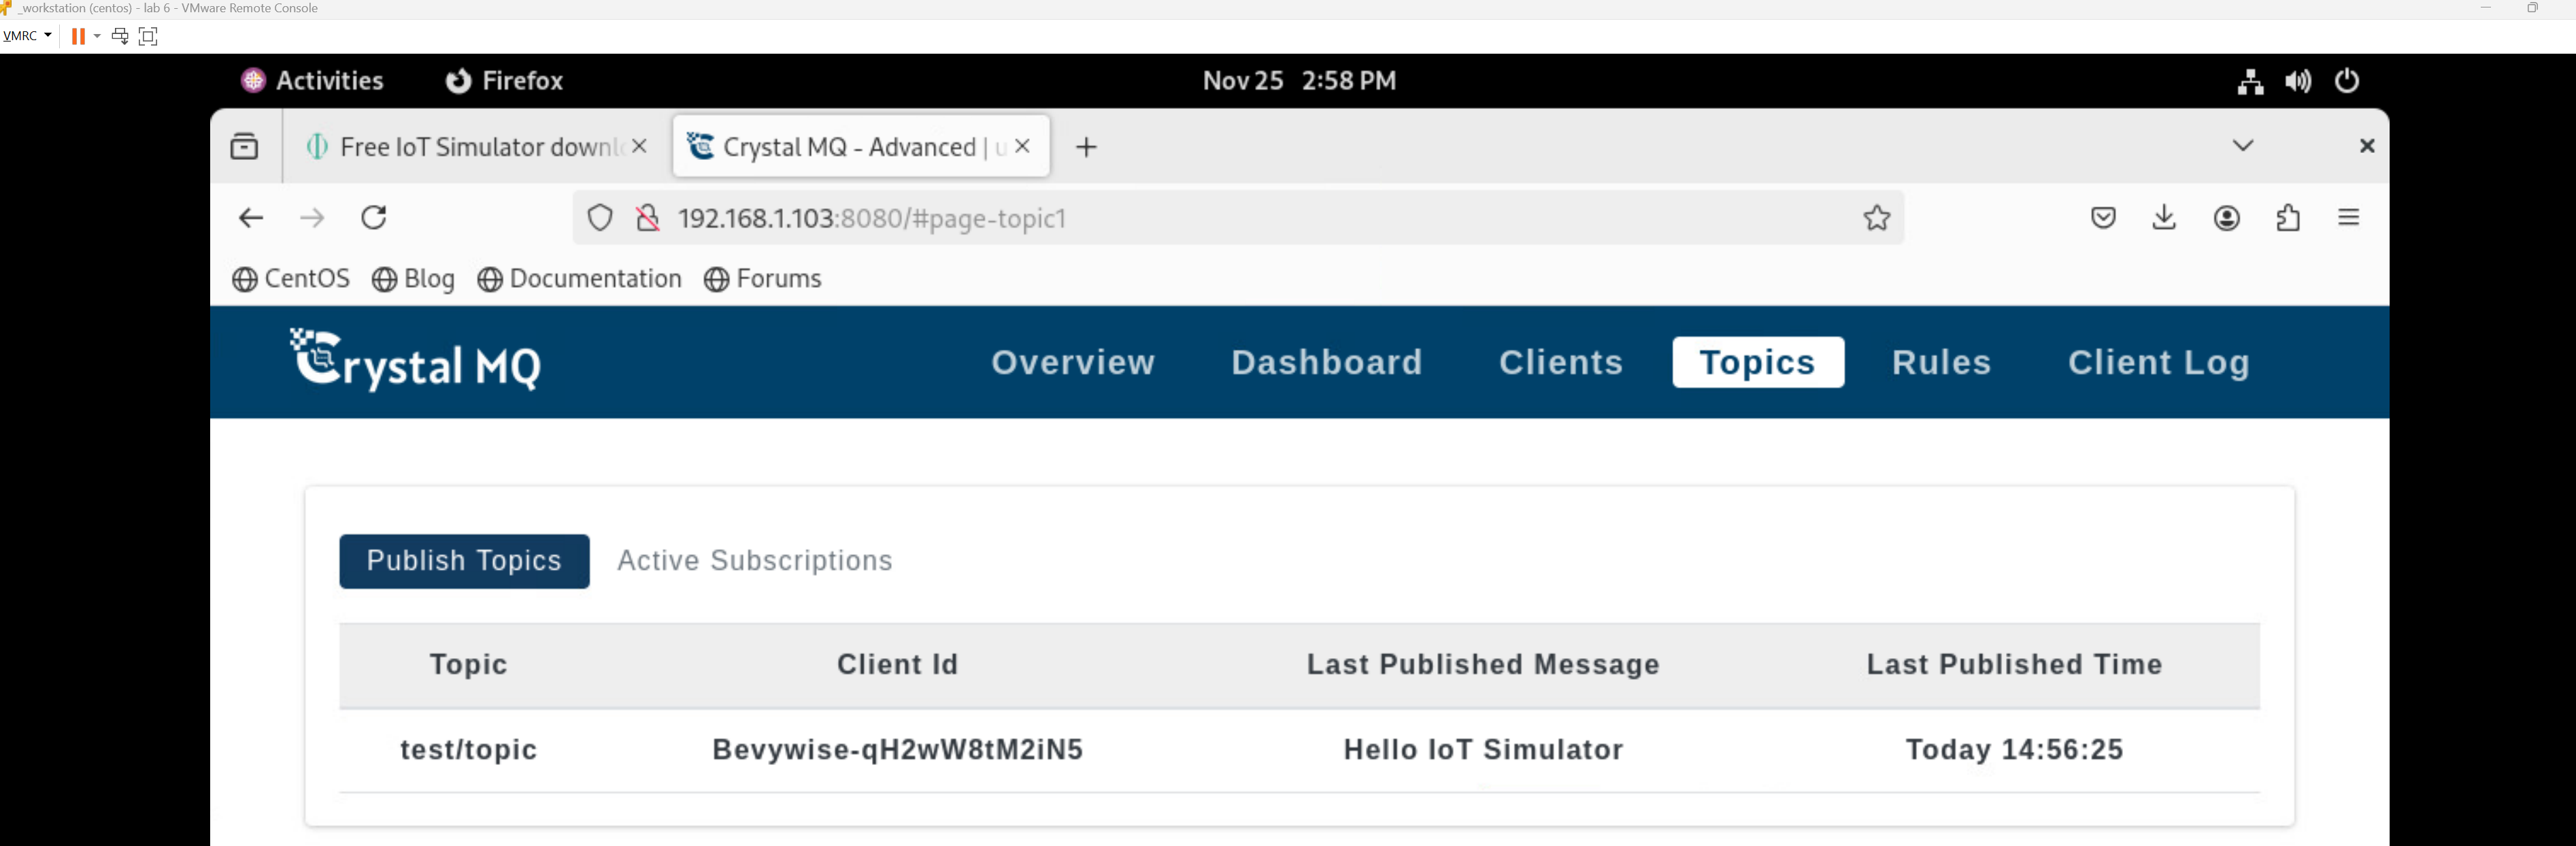 _workstation (centos) - lab 6 - VMware Remote Console
VMRC
Activities Firefox Nov 25 2:58 PM
Free IoT Simulator Crystal MQ - Advanced |
192.168.1.103:8080/#page-topic1
CentOS Blog Documentation Forums
Crystal MQ Overview Dashboard Clients Topics Rules Client Log
Publish Topics Active Subscriptions
Topic Client Id Last Published Message Last Published Time
test/topic Bevywise-qH2wW8tM2iN5 Hello IoT Simulator Today 14:56:25